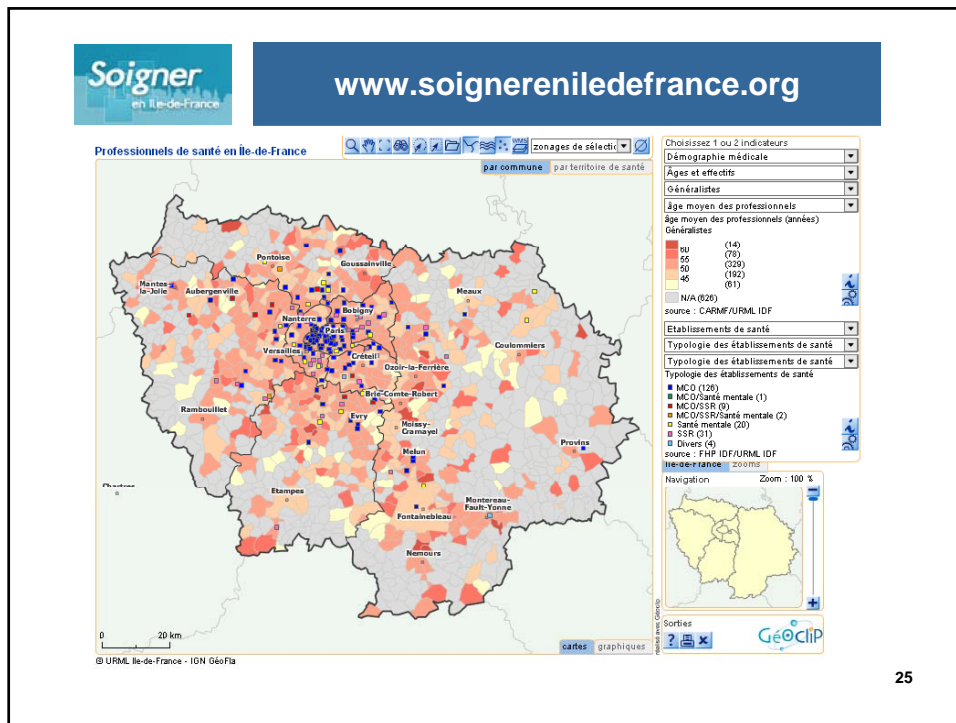 Soigner
en Ile-de-France
www.soignereniledefrance.org
Professionnels de santé en Île-de-France
zonages de sélectic
par commune
par territoire de santé
Choisissez 1 ou 2 indicateurs
Démographie médicale
Âges et effectifs
Généralistes
âge moyen des professionnels
âge moyen des professionnels (années)
Généralistes
(14)
60
(78)
55
(329)
50
(192)
45
(61)
N/A (626)
source : CARMF/URML IDF
Etablissements de santé
Typologie des établissements de santé
Typologie des établissements de santé
Typologie des établissements de santé
MCO (126)
MCO/Santé mentale (1)
MCO/SSR (9)
MCO/SSR/Santé mentale (2)
Santé mentale (20)
SSR (31)
Divers (4)
source : FHP IDF/URML IDF
Ile-de-France
zooms
Navigation
Zoom : 100 %
Sorties
GéOcliP
Pontoise
Goussainville
Mantes
la-Jolie
Aubergenville
Meaux
Nanterre
Bobigny
Paris
Versailles
Créteil
Coulommiers
Ozoir-la-Ferrière
Brie-Comte-Robert
Rambouillet
Evry
Moissy-
Cramayel
Provins
Melun
Chartres
Etampes
Montereau-
Fault-Yonne
Fontainebleau
Nemours
0
20 km
cartes
graphiques
réalisé avec Géoclip
© URML Ile-de-France - IGN GéoFla
25